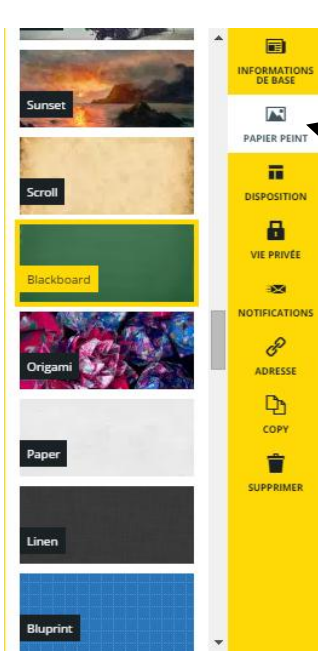 Sunset
Scroll
Blackboard
Origami
Paper
Linen
Bluprint
INFORMATIONS
DE BASE
PAPIER PEINT
DISPOSITION
VIE PRIVÉE
NOTIFICATIONS
ADRESSE
COPY
SUPPRIMER